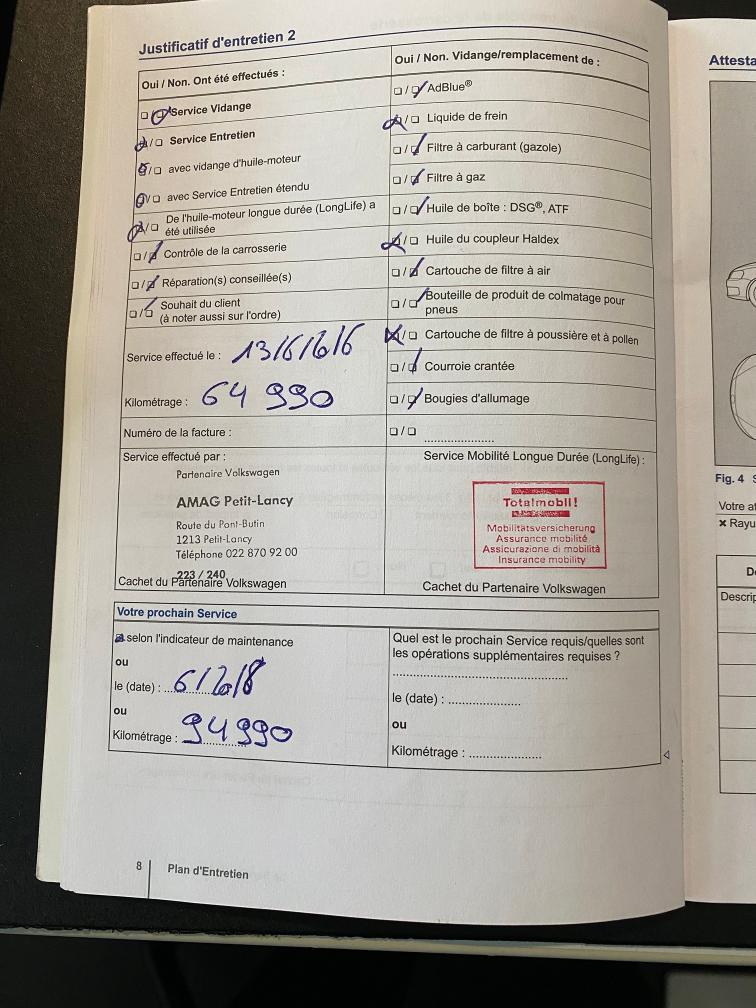 Justificatif d'entretien 2
Oui / Non. Ont été effectués :
❑ / ❑ Service Vidange
❑ / ❑ Service Entretien
❑ / ❑ avec vidange d'huile-moteur
❑ / ❑ avec Service Entretien étendu
❑ / ❑ De l'huile-moteur longue durée (LongLife) a
été utilisée
❑ / ❑ Contrôle de la carrosserie
❑ / ❑ Réparation(s) conseillée(s)
❑ / ❑ Souhait du client
(à noter aussi sur l'ordre)
Service effectué le : 13/6/16
Kilométrage : 64 990
Numéro de la facture :
Oui / Non. Vidange/remplacement de :
❑ / ❑ AdBlue®
❑ / ❑ Liquide de frein
❑ / ❑ Filtre à carburant (gazole)
❑ / ❑ Filtre à gaz
❑ / ❑ Huile de boîte : DSG®, ATF
❑ / ❑ Huile du coupleur Haldex
❑ / ❑ Cartouche de filtre à air
❑ / ❑ Bouteille de produit de colmatage pour
pneus
❑ / ❑ Cartouche de filtre à poussière et à pollen
❑ / ❑ Courroie crantée
❑ / ❑ Bougies d'allumage
❑ / ❑ ......................
Service effectué par :
Partenaire Volkswagen
AMAG Petit-Lancy
Route du Pont-Butin
1213 Petit-Lancy
Téléphone 022 870 92 00
223 / 240
Cachet du Partenaire Volkswagen
Service Mobilité Longue Durée (LongLife) :
Totalmobil!
Mobilitätsversicherung
Assurance mobilité
Assicurazione di mobilità
Insurance mobility
Cachet du Partenaire Volkswagen
Votre prochain Service
❑ selon l'indicateur de maintenance
ou
le (date) : 6/2018
ou
Kilométrage : 94 990
Quel est le prochain Service requis/quelles sont
les opérations supplémentaires requises ?
......................................................
le (date) : ......................
ou
Kilométrage : ......................
8 Plan d'Entretien
Attesta
Fig. 4 S
Votre at
✖ Rayu
De
Descrip